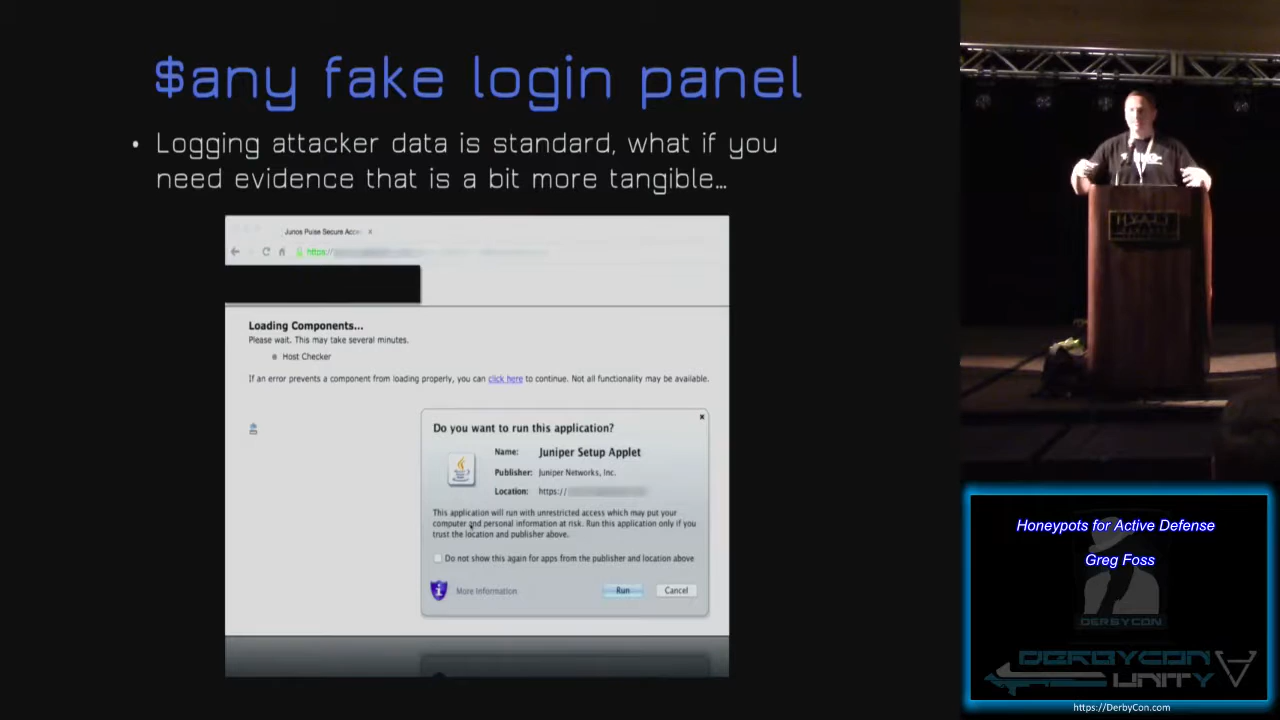 $any fake login panel
• Logging attacker data is standard, what if you
need evidence that is a bit more tangible...
Junos Pulse Secure Acce
https://
Loading Components...
Please wait. This may take several minutes.
Host Checker
If an error prevents a component from loading properly, you can click here to continue. Not all functionality may be available.
Do you want to run this application?
Name: Juniper Setup Applet
Publisher: Juniper Networks, Inc.
Location: https://
This application will run with unrestricted access which may put your
computer and personal information at risk. Run this application only if you
trust the location and publisher above.
Do not show this again for apps from the publisher and location above
More Information
Run
Cancel
HYATT
Honeypots for Active Defense
Greg Foss
DERBYCON
DERBYCON
UNITY
https://DerbyCon.com